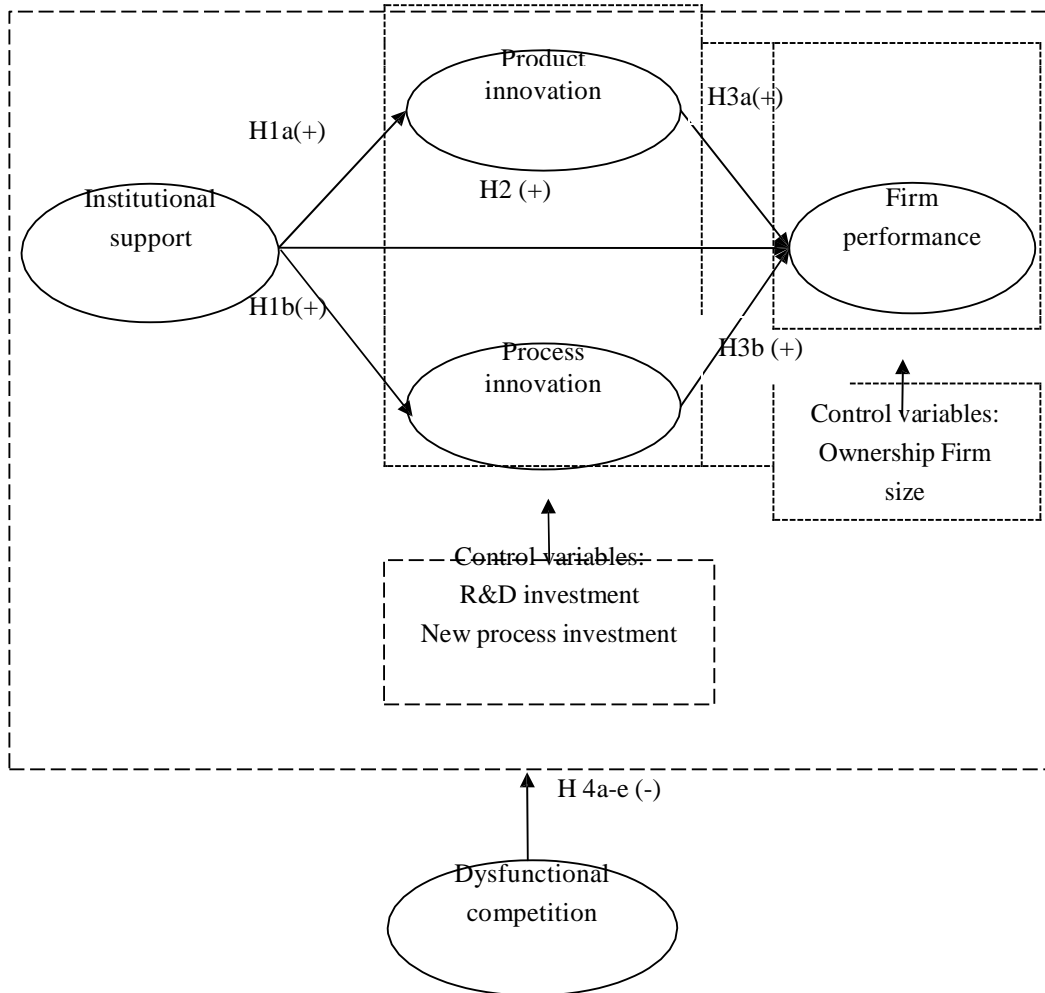 Product
innovation
H3a(+)
H1a(+)
H2 (+)
Institutional
support
Firm
performance
H1b(+)
H3b (+)
Process
innovation
Control variables:
Ownership Firm
size
Control variables:
R&D investment
New process investment
H 4a-e (-)
Dysfunctional
competition